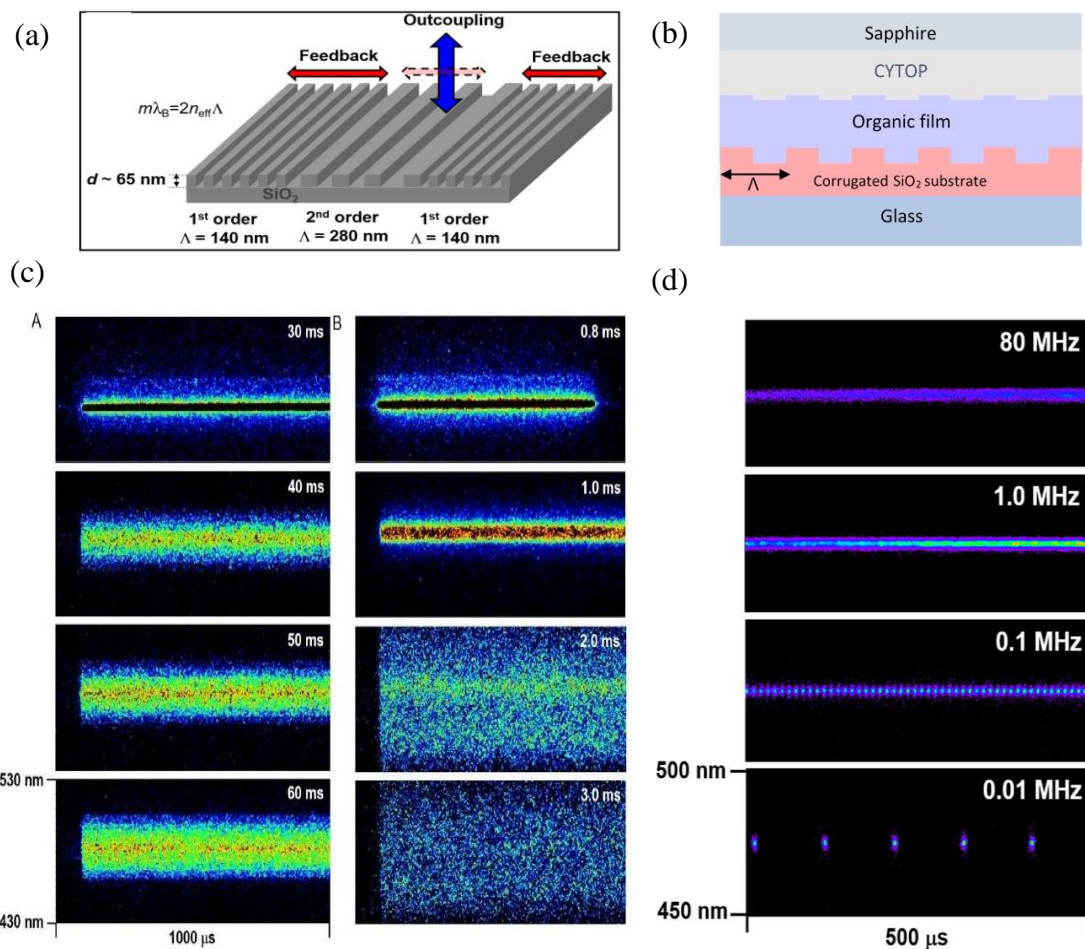 (a)
Outcoupling
Feedback
Feedback
mλB=2neffΛ
d ~ 65 nm
SiO2
1st order
Λ = 140 nm
2nd order
Λ = 280 nm
1st order
Λ = 140 nm
(b)
Sapphire
CYTOP
Organic film
Λ
Corrugated SiO2 substrate
Glass
(c)
A
30 ms
40 ms
50 ms
530 nm
60 ms
430 nm
1000 µs
B
0.8 ms
1.0 ms
2.0 ms
3.0 ms
(d)
80 MHz
1.0 MHz
0.1 MHz
500 nm
0.01 MHz
450 nm
500 µs